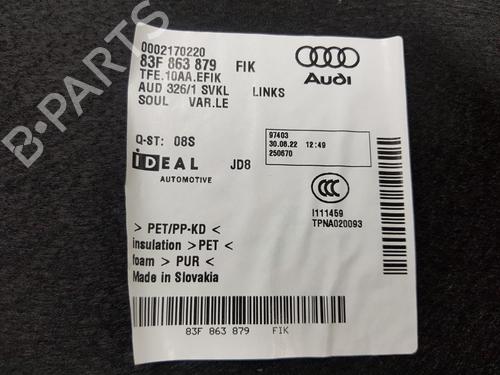 0002170220
83F 863 879 FIK
TFE.10AA.EFIK
AUD 326/1 SVKL LINKS
SOUL VAR.LE
Audi
Q-ST: 08S
97403
30.08.22 12:49
250670
iDEAL JD8
AUTOMOTIVE
CCC
I111459
TPNA020093
> PET/PP-KD <
insulation > PET <
foam > PUR <
Made in Slovakia
83F 863 879 FIK